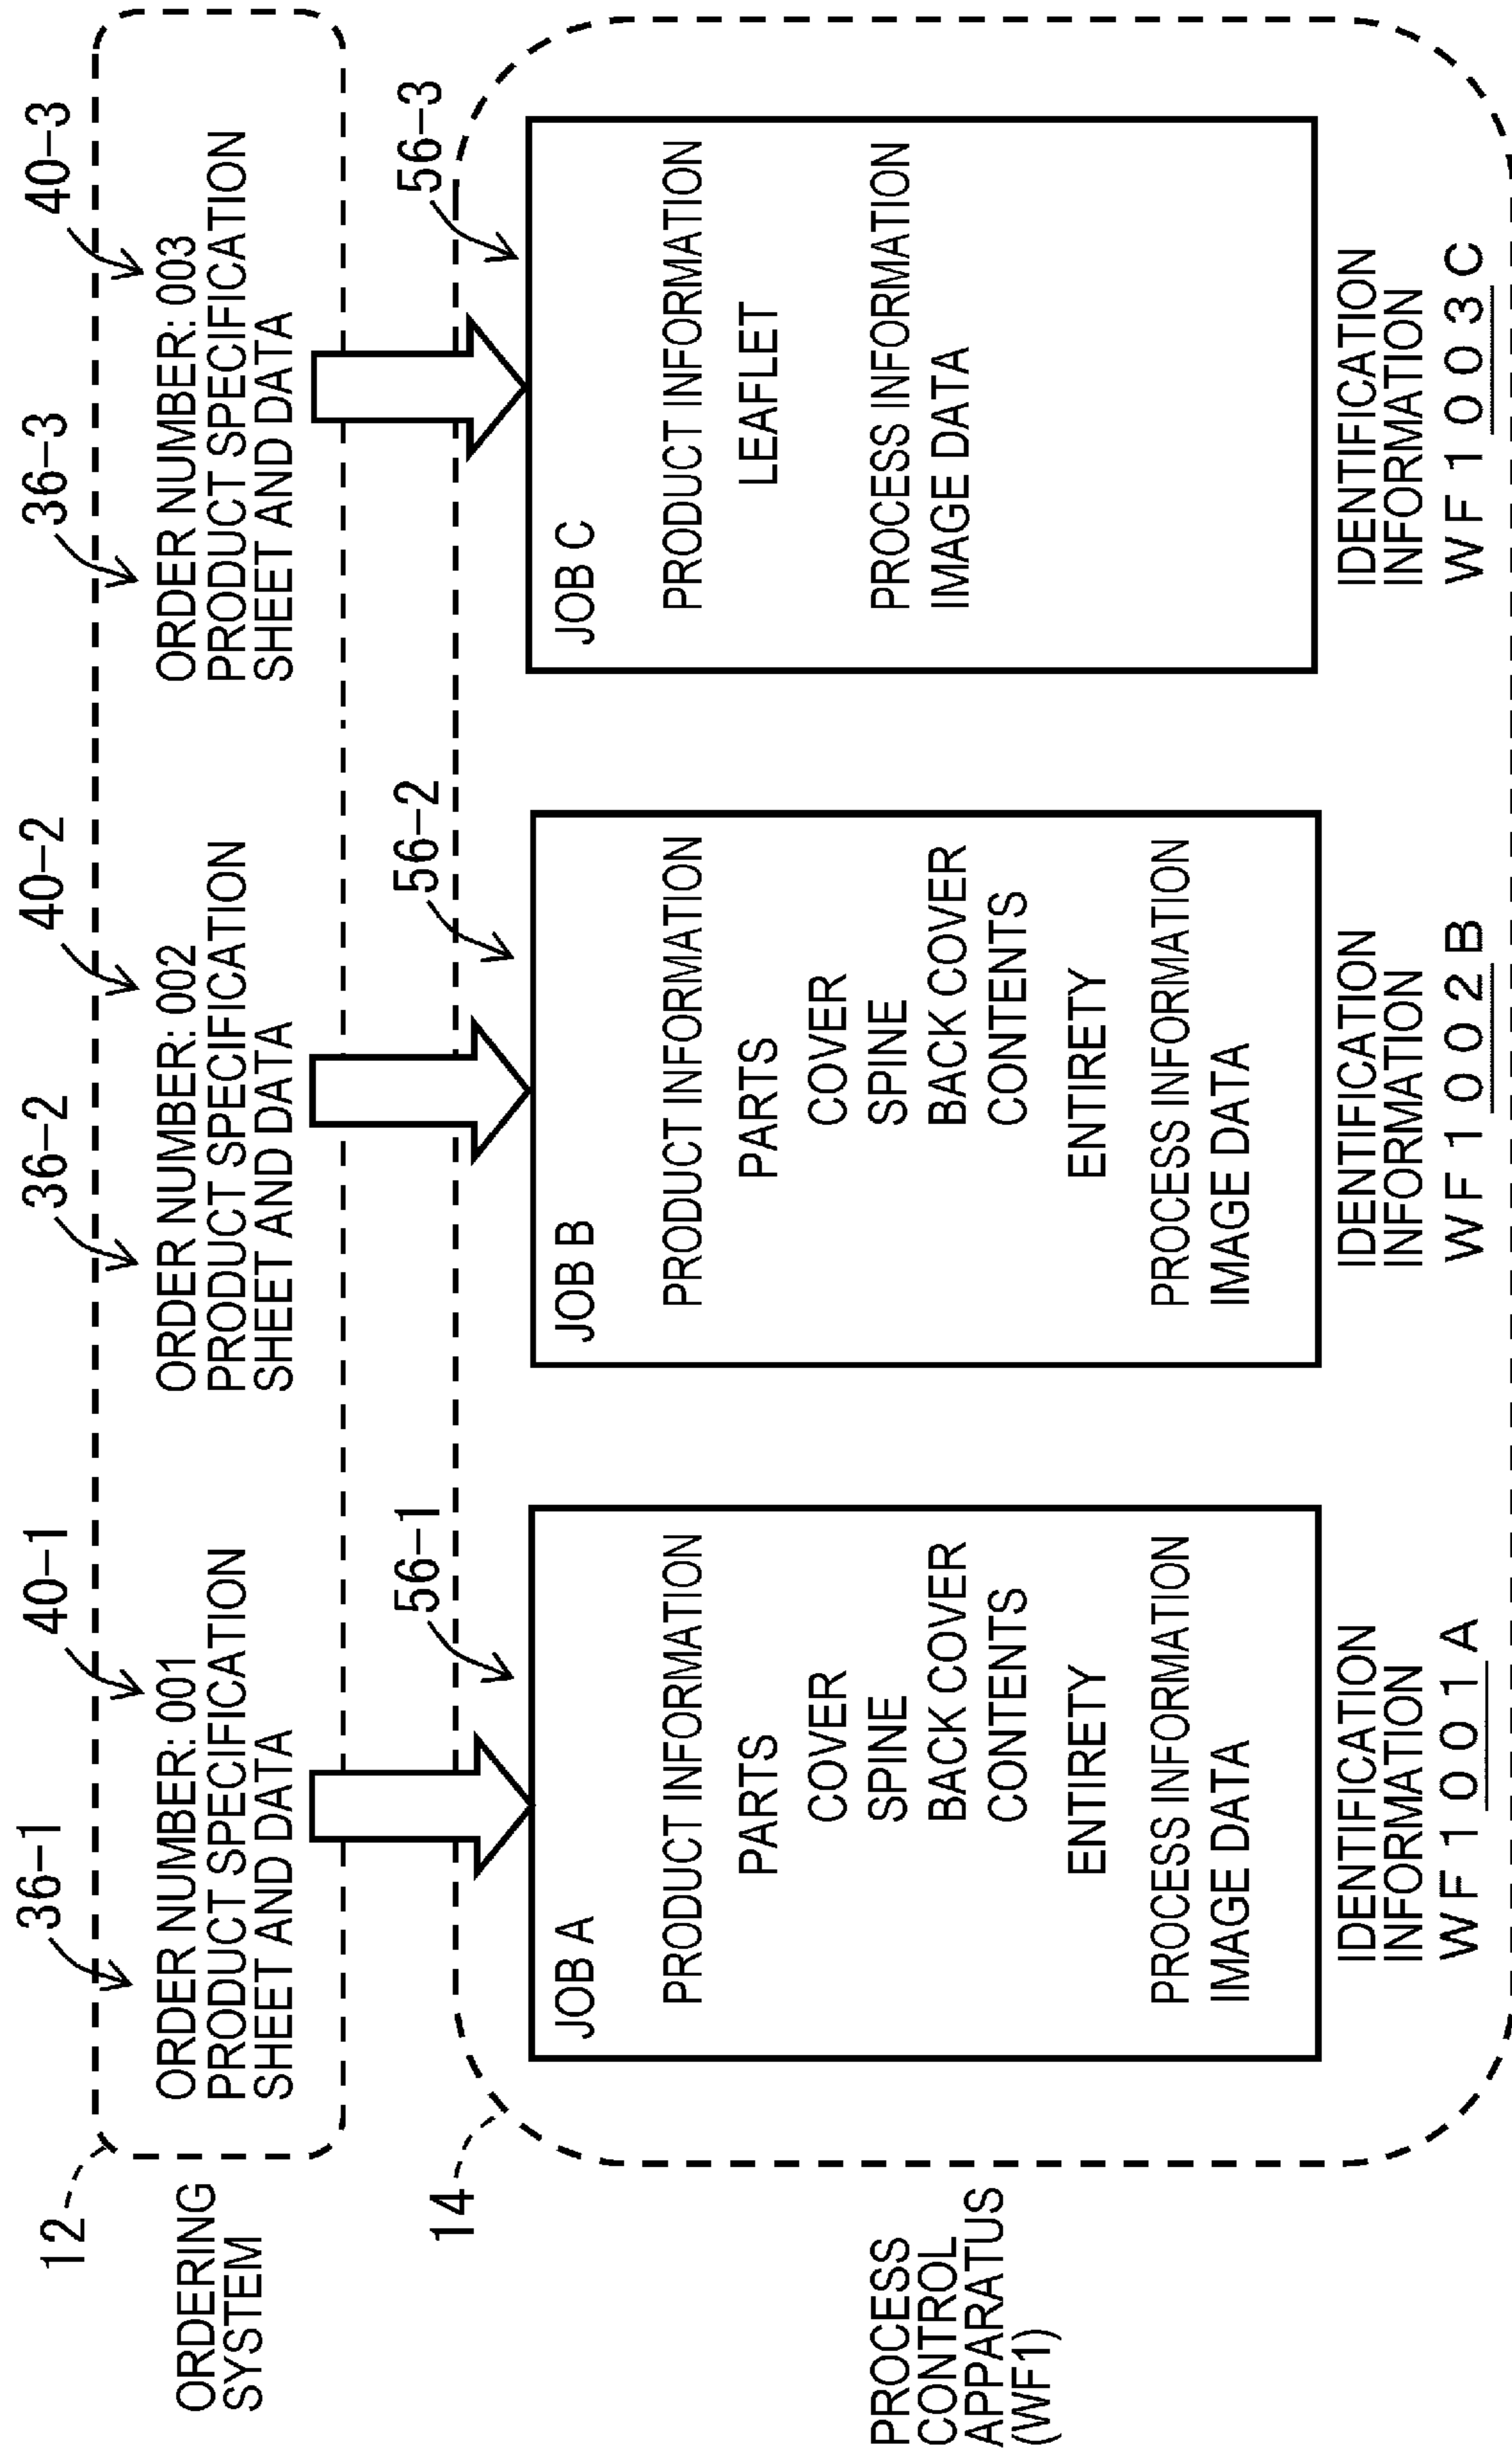 12
ORDERING
SYSTEM
36-1
40-1
ORDER NUMBER: 001
PRODUCT SPECIFICATION
SHEET AND DATA
36-2
40-2
ORDER NUMBER: 002
PRODUCT SPECIFICATION
SHEET AND DATA
36-3
40-3
ORDER NUMBER: 003
PRODUCT SPECIFICATION
SHEET AND DATA
14
PROCESS
CONTROL
APPARATUS
(WF1)
56-1
JOB A
PRODUCT INFORMATION
PARTS
COVER
SPINE
BACK COVER
CONTENTS
ENTIRETY
PROCESS INFORMATION
IMAGE DATA
IDENTIFICATION
INFORMATION
WF1001A
56-2
JOB B
PRODUCT INFORMATION
PARTS
COVER
SPINE
BACK COVER
CONTENTS
ENTIRETY
PROCESS INFORMATION
IMAGE DATA
IDENTIFICATION
INFORMATION
WF1002B
56-3
JOB C
PRODUCT INFORMATION
LEAFLET
PROCESS INFORMATION
IMAGE DATA
IDENTIFICATION
INFORMATION
WF1003C